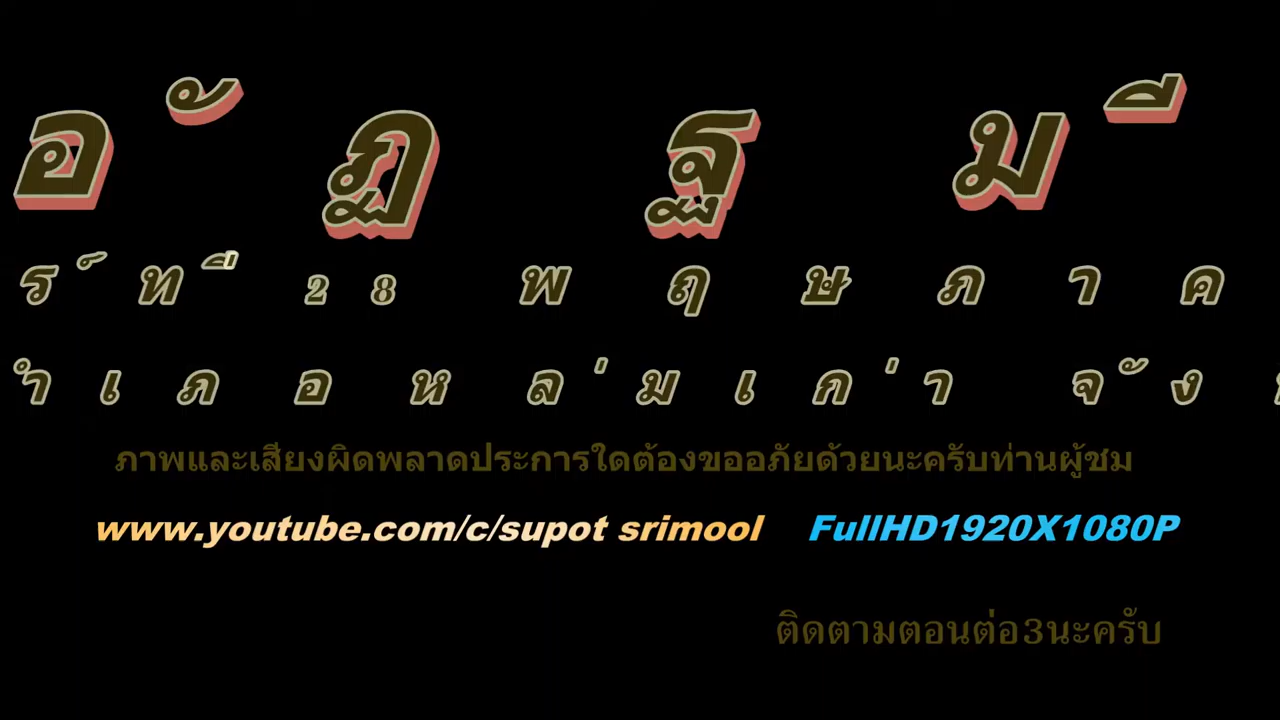 อัฏฐมี
ร์ที่ 28 พฤษภาค
ำเภอหล่มเก่า จัง
ภาพและเสียงผิดพลาดประการใดต้องขออภัยด้วยนะครับท่านผู้ชม
www.youtube.com/c/supot srimool FullHD1920X1080P
ติดตามตอนต่อ3นะครับ